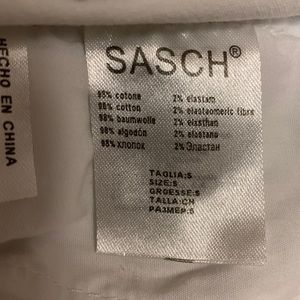 HECHO EN CHINA
SASCH®
98% cotone 2% elastam
98% cotton 2% elastaomeric fibre
98% baumwolle 2% elasthan
98% algodón 2% elastano
98% хлопок 2% Эластан
TAGLIA:S
SIZE:S
GROESSE:S
TALLA:CH
РАЗМЕР:S